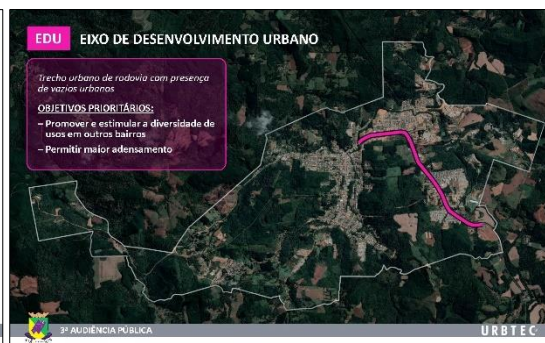 EDU EIXO DE DESENVOLVIMENTO URBANO
Trecho urbano de rodovia com presença
de vazios urbanos
OBJETIVOS PRIORITÁRIOS:
– Promover e estimular a diversidade de
usos em outros bairros
– Permitir maior adensamento
3ª AUDIÊNCIA PÚBLICA
URBTEC